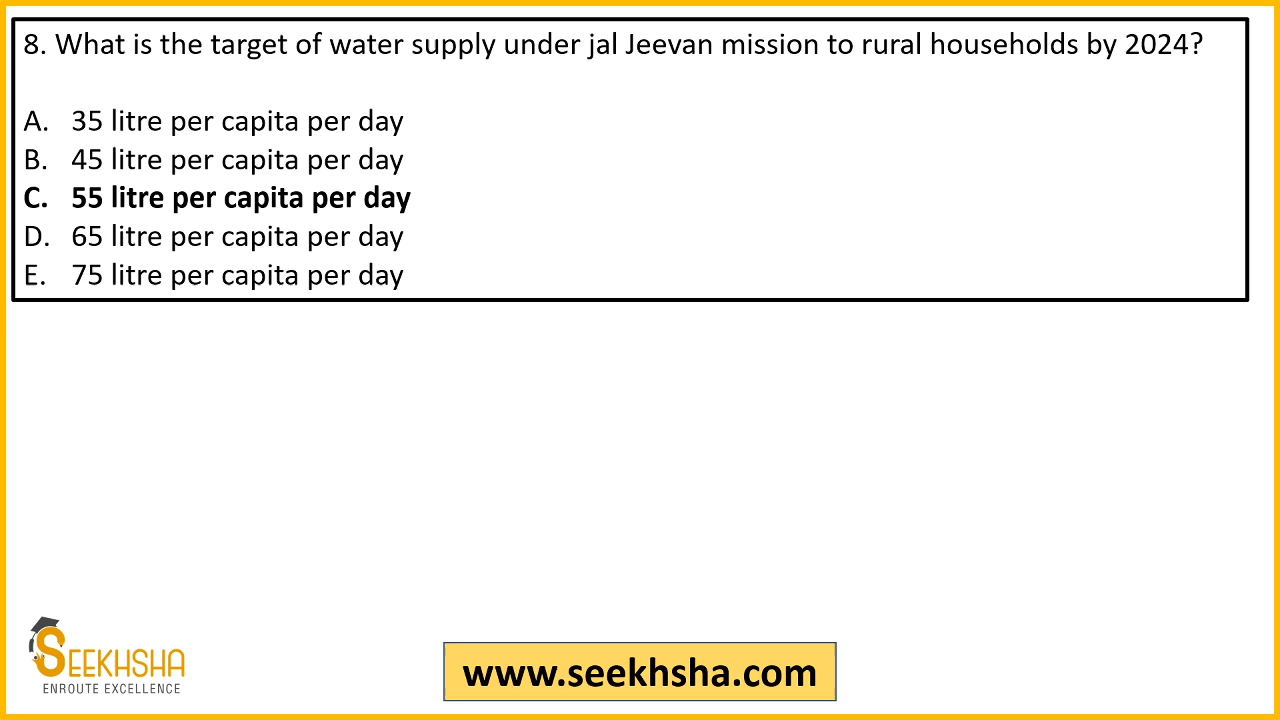 8. What is the target of water supply under jal Jeevan mission to rural households by 2024?
A. 35 litre per capita per day
B. 45 litre per capita per day
C. 55 litre per capita per day
D. 65 litre per capita per day
E. 75 litre per capita per day
SEEKHSHA
ENROUTE EXCELLENCE
www.seekhsha.com